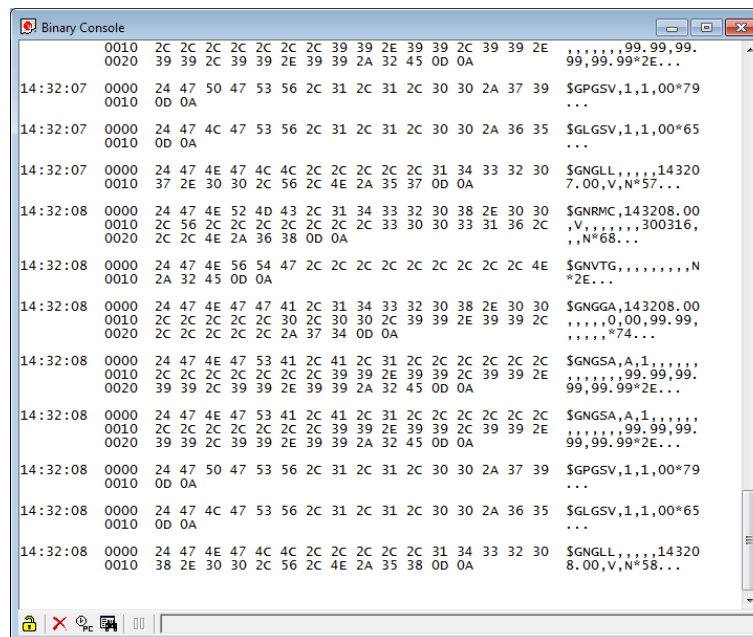 Binary Console
0010 2C 2C 2C 2C 2C 2C 2C 39 39 2E 39 39 2C 39 39 2E ,,,,,,,99.99,99.
0020 39 39 2C 39 39 2E 39 39 2A 32 45 0D 0A 99,99.99*2E...
14:32:07 0000 24 47 50 47 53 56 2C 31 2C 31 2C 30 30 2A 37 39 $GPGSV,1,1,00*79
0010 0D 0A ...
14:32:07 0000 24 47 4C 47 53 56 2C 31 2C 31 2C 30 30 2A 36 35 $GLGSV,1,1,00*65
0010 0D 0A ...
14:32:07 0000 24 47 4E 47 4C 4C 2C 2C 2C 2C 2C 31 34 33 32 30 $GNGLL,,,,,14320
0010 37 2E 30 30 2C 56 2C 4E 2A 35 37 0D 0A 7.00,V,N*57...
14:32:08 0000 24 47 4E 52 4D 43 2C 31 34 33 32 30 38 2E 30 30 $GNRMC,143208.00
0010 2C 56 2C 2C 2C 2C 2C 2C 2C 33 30 30 33 31 36 2C ,V,,,,,,,300316,
0020 2C 2C 4E 2A 36 38 0D 0A ,,N*68...
14:32:08 0000 24 47 4E 56 54 47 2C 2C 2C 2C 2C 2C 2C 2C 2C 4E $GNVTG,,,,,,,,,N
0010 2A 32 45 0D 0A *2E...
14:32:08 0000 24 47 4E 47 47 41 2C 31 34 33 32 30 38 2E 30 30 $GNGGA,143208.00
0010 2C 2C 2C 2C 2C 30 2C 30 30 2C 39 39 2E 39 39 2C ,,,,,0,00,99.99,
0020 2C 2C 2C 2C 2C 2A 37 34 0D 0A ,,,,,*74...
14:32:08 0000 24 47 4E 47 53 41 2C 41 2C 31 2C 2C 2C 2C 2C 2C $GNGSA,A,1,,,,,,
0010 2C 2C 2C 2C 2C 2C 2C 39 39 2E 39 39 2C 39 39 2E ,,,,,,,99.99,99.
0020 39 39 2C 39 39 2E 39 39 2A 32 45 0D 0A 99,99.99*2E...
14:32:08 0000 24 47 4E 47 53 41 2C 41 2C 31 2C 2C 2C 2C 2C 2C $GNGSA,A,1,,,,,,
0010 2C 2C 2C 2C 2C 2C 2C 39 39 2E 39 39 2C 39 39 2E ,,,,,,,99.99,99.
0020 39 39 2C 39 39 2E 39 39 2A 32 45 0D 0A 99,99.99*2E...
14:32:08 0000 24 47 50 47 53 56 2C 31 2C 31 2C 30 30 2A 37 39 $GPGSV,1,1,00*79
0010 0D 0A ...
14:32:08 0000 24 47 4C 47 53 56 2C 31 2C 31 2C 30 30 2A 36 35 $GLGSV,1,1,00*65
0010 0D 0A ...
14:32:08 0000 24 47 4E 47 4C 4C 2C 2C 2C 2C 2C 31 34 33 32 30 $GNGLL,,,,,14320
0010 38 2E 30 30 2C 56 2C 4E 2A 35 38 0D 0A 8.00,V,N*58...
PC